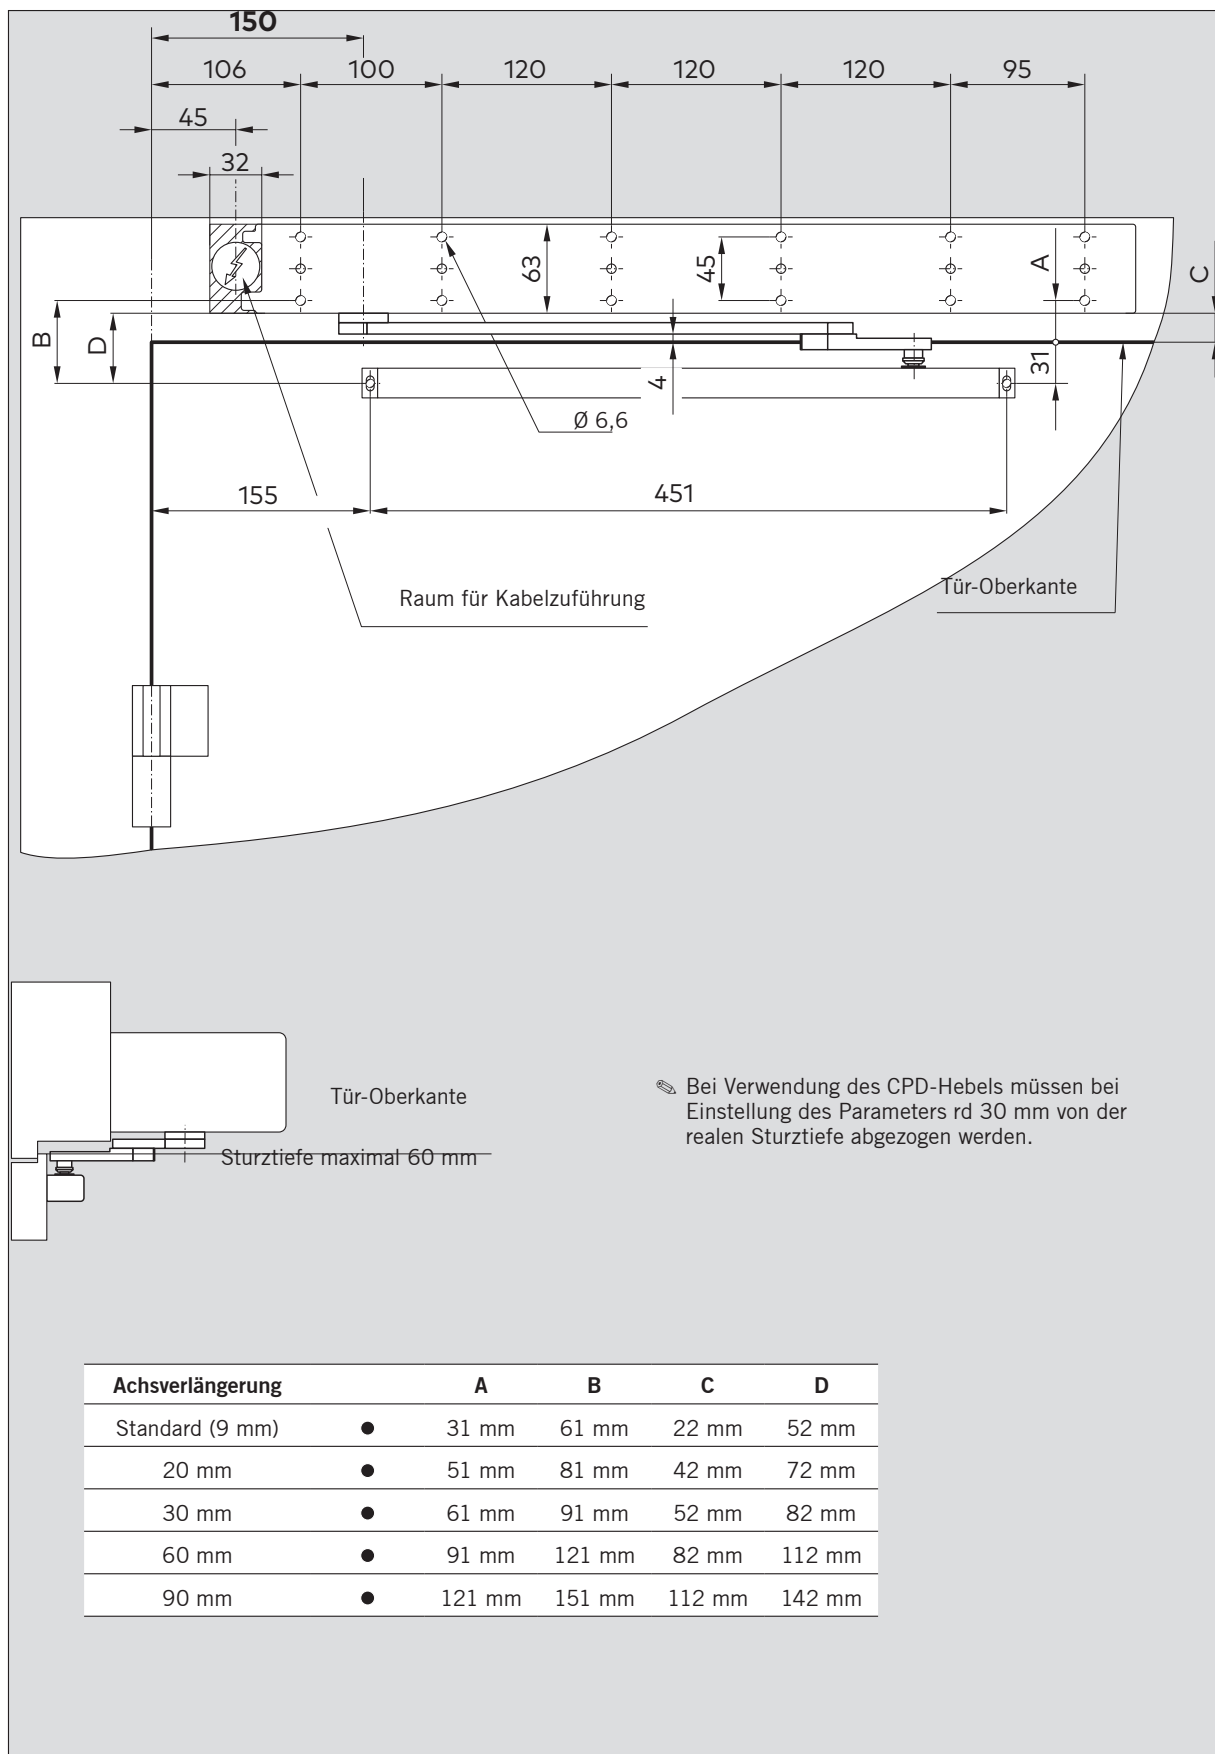 150
106 100 120 120 120 95
45
32
63 45 A C
B D 31
4
Ø 6,6
155 451
Raum für Kabelzuführung
Tür-Oberkante
Tür-Oberkante
Sturztiefe maximal 60 mm
✎ Bei Verwendung des CPD-Hebels müssen bei
Einstellung des Parameters rd 30 mm von der
realen Sturztiefe abgezogen werden.
Achsverlängerung A B C D
Standard (9 mm) ● 31 mm 61 mm 22 mm 52 mm
20 mm ● 51 mm 81 mm 42 mm 72 mm
30 mm ● 61 mm 91 mm 52 mm 82 mm
60 mm ● 91 mm 121 mm 82 mm 112 mm
90 mm ● 121 mm 151 mm 112 mm 142 mm